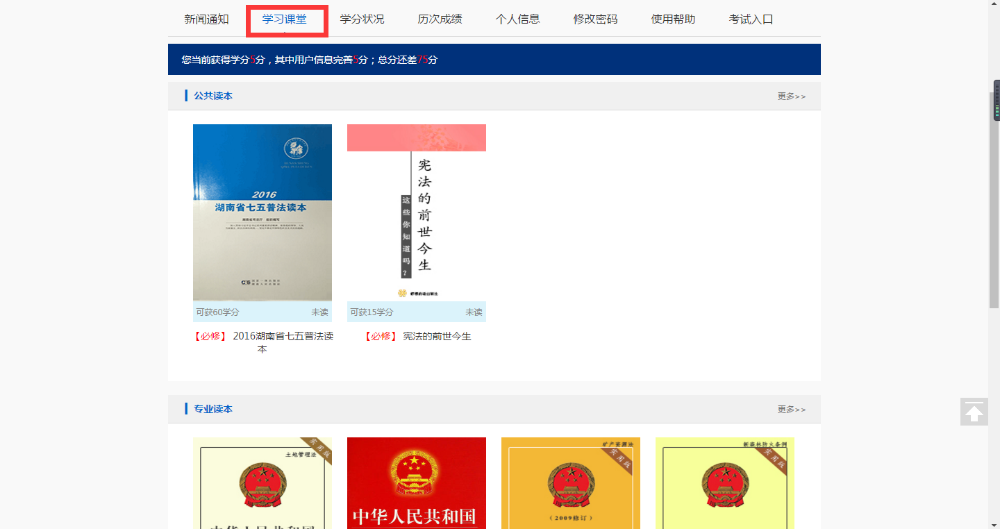 新闻通知 学习课堂 学分状况 历次成绩 个人信息 修改密码 使用帮助 考试入口
您当前获得学分5分，其中用户信息完善5分；总分还差75分
公共读本 更多>>
2016
湖南省七五普法读本
宪法的前世今生
这些你知道吗?
可获60学分 未读
可获15学分 未读
【必修】 2016湖南省七五普法读
本
【必修】 宪法的前世今生
专业读本 更多>>
实用版
土地管理法
中华人民共和国
中华人民共和国
矿产资源法
实用版
(2009修订)
新森林防火条例
实用版